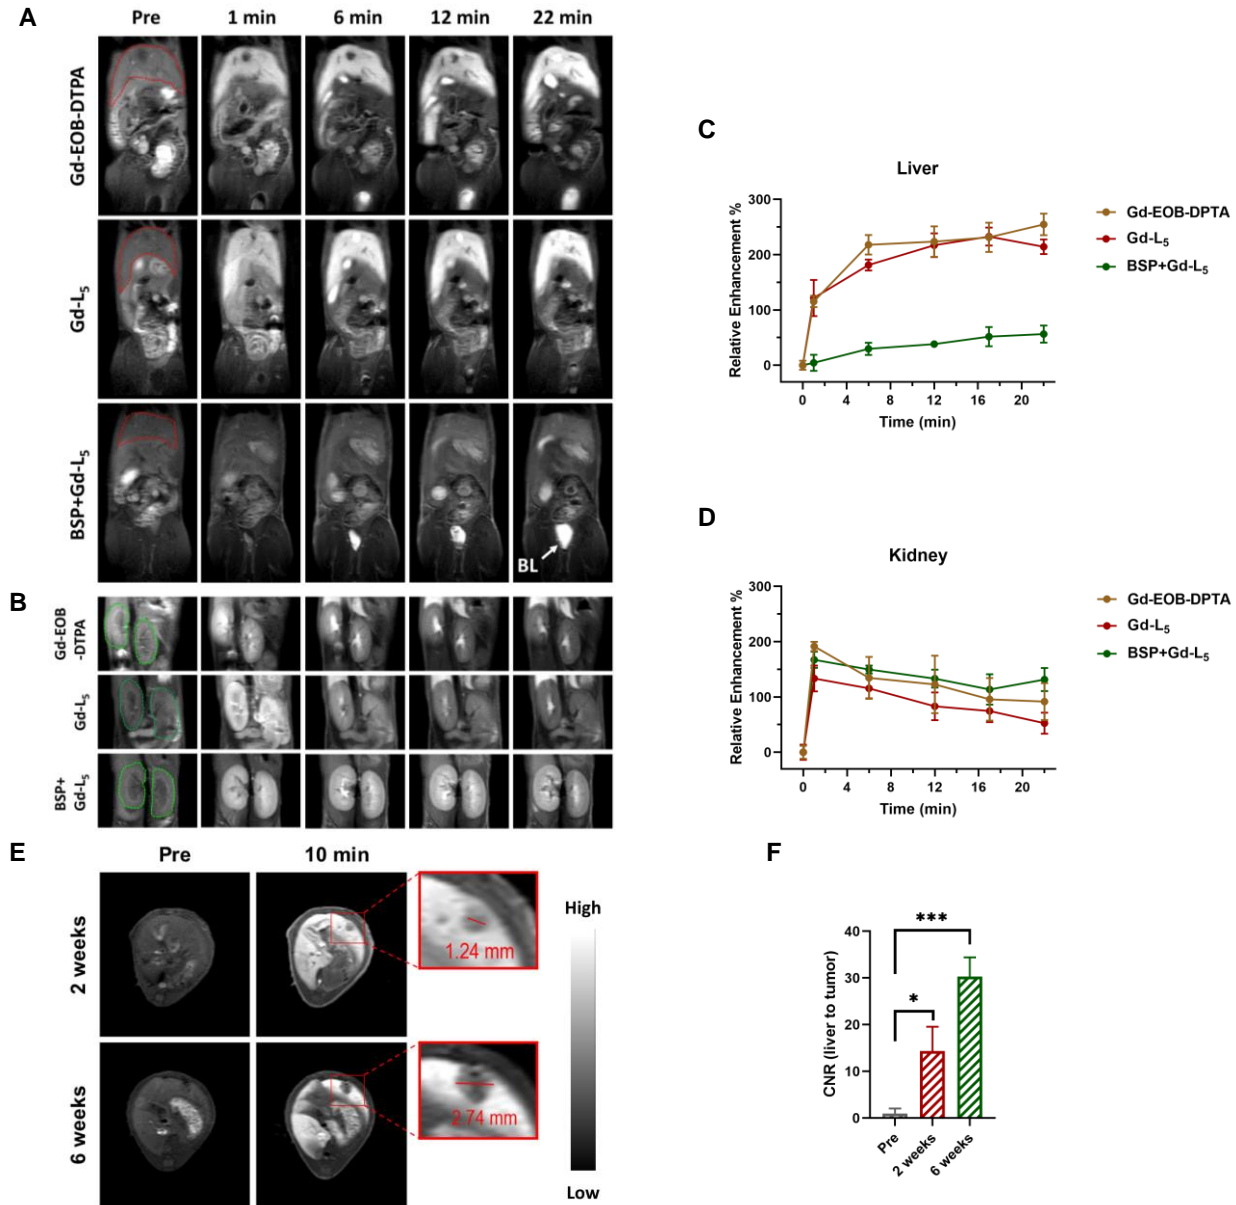 A
Pre 1 min 6 min 12 min 22 min
Gd-EOB-DTPA
Gd-L5
BSP+Gd-L5
BL
B
Gd-EOB
-DTPA
Gd-L5
BSP+
Gd-L5
C
Liver
Relative Enhancement %
300
200
100
0
0 4 8 12 16 20
Time (min)
Gd-EOB-DPTA
Gd-L5
BSP+Gd-L5
D
Kidney
Relative Enhancement %
300
200
100
0
0 4 8 12 16 20
Time (min)
Gd-EOB-DPTA
Gd-L5
BSP+Gd-L5
E
Pre 10 min
2 weeks
1.24 mm
6 weeks
2.74 mm
High
Low
F
CNR (liver to tumor)
40
30
20
10
0
***
*
Pre
2 weeks
6 weeks